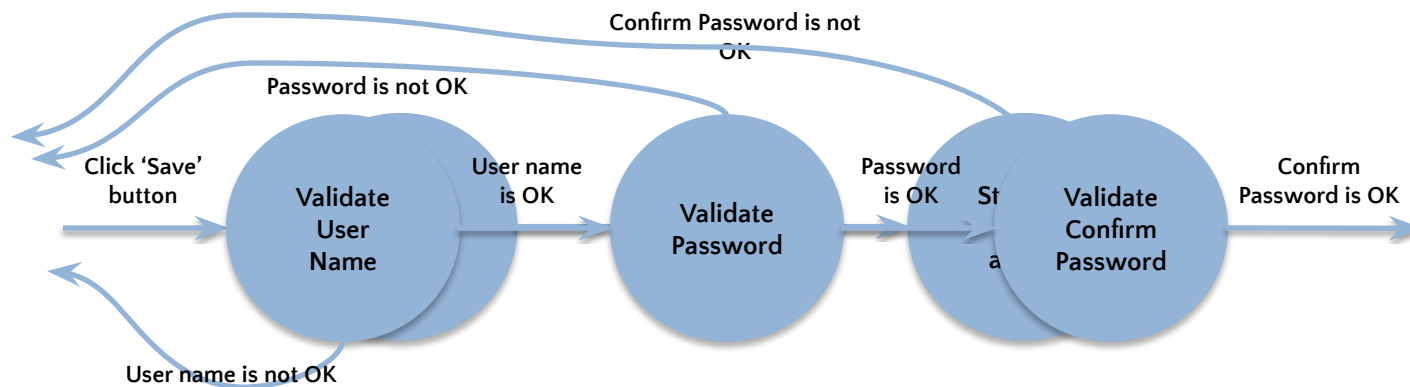 Confirm Password is not
OK
Password is not OK
Click ‘Save’
button
User name
is OK
Password
is OK
Confirm
Password is OK
Validate
User
Name
Validate
Password
Validate
Confirm
Password
User name is not OK